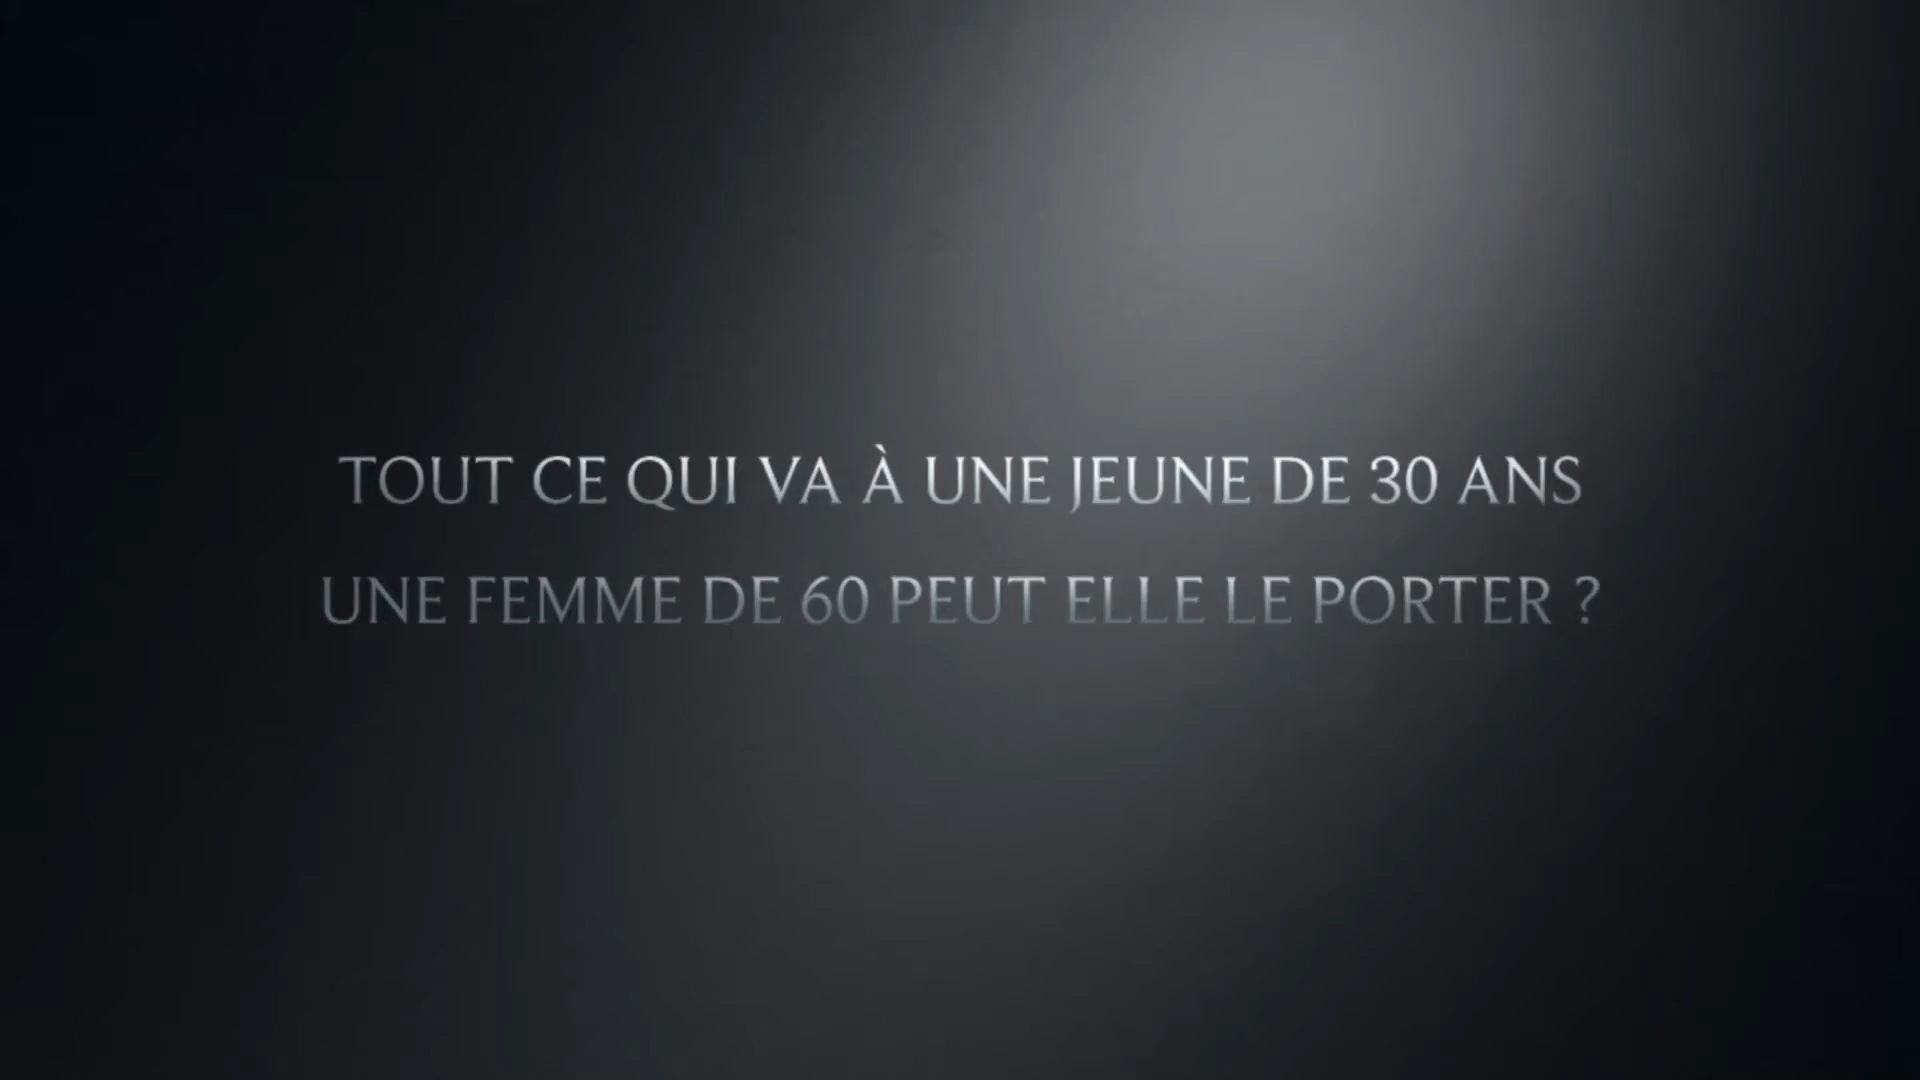 TOUT CE QUI VA À UNE JEUNE DE 30 ANS
UNE FEMME DE 60 PEUT ELLE LE PORTER ?